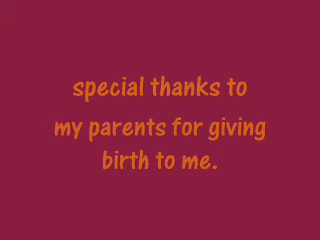 special thanks to
my parents for giving
birth to me.